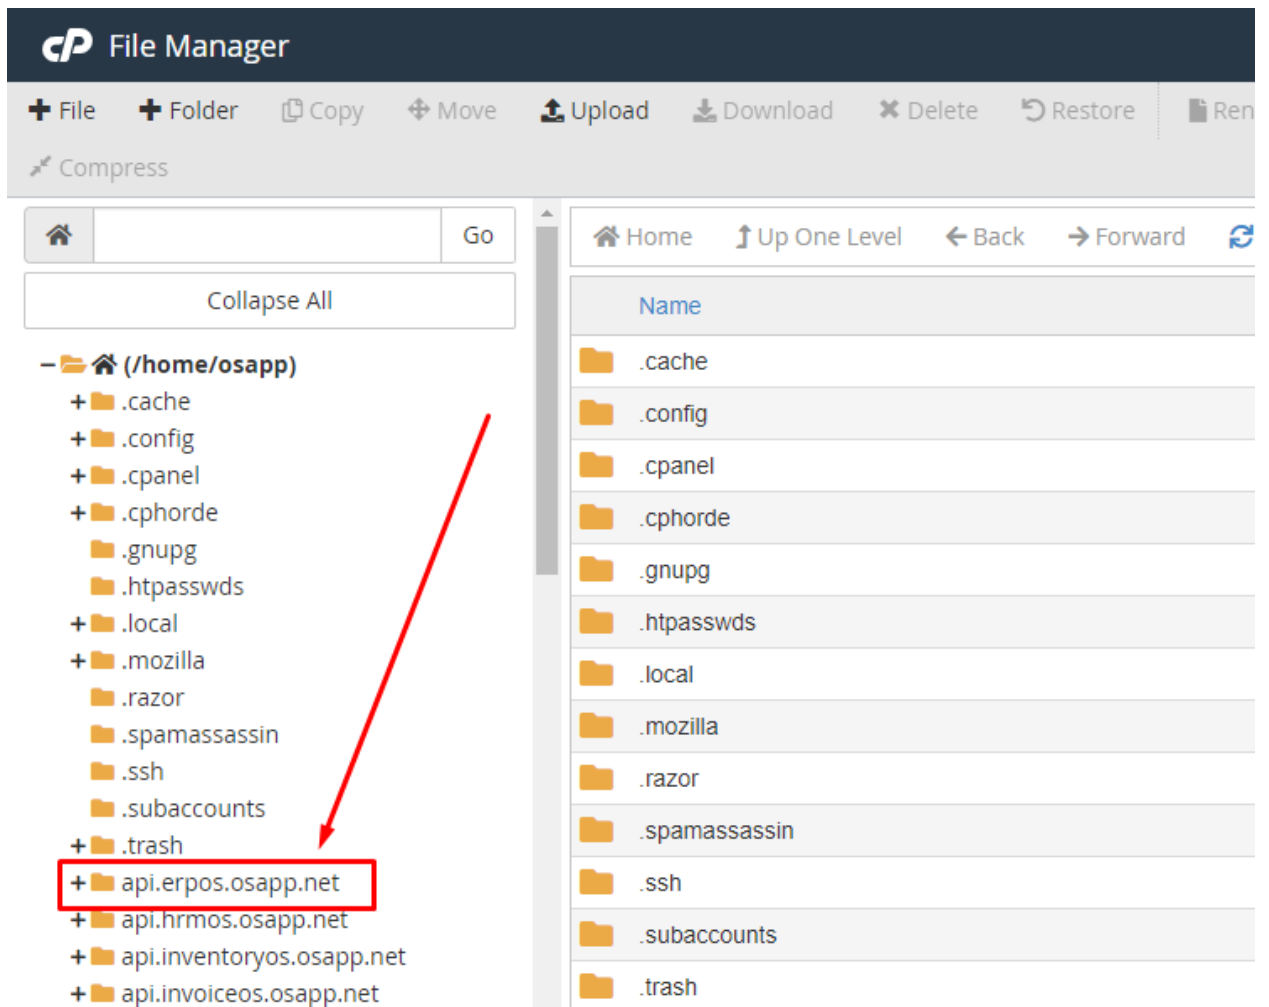 cP File Manager
File Folder Copy Move Upload Download Delete Restore Ren
Compress
Go
Home Up One Level Back Forward
Collapse All
Name
(/home/osapp)
.cache
.config
.cpanel
.cphorde
.gnupg
.htpasswds
.local
.mozilla
.razor
.spamassassin
.ssh
.subaccounts
.trash
api.erpos.osapp.net
api.hrmos.osapp.net
api.inventoryos.osapp.net
api.invoiceos.osapp.net
.cache
.config
.cpanel
.cphorde
.gnupg
.htpasswds
.local
.mozilla
.razor
.spamassassin
.ssh
.subaccounts
.trash